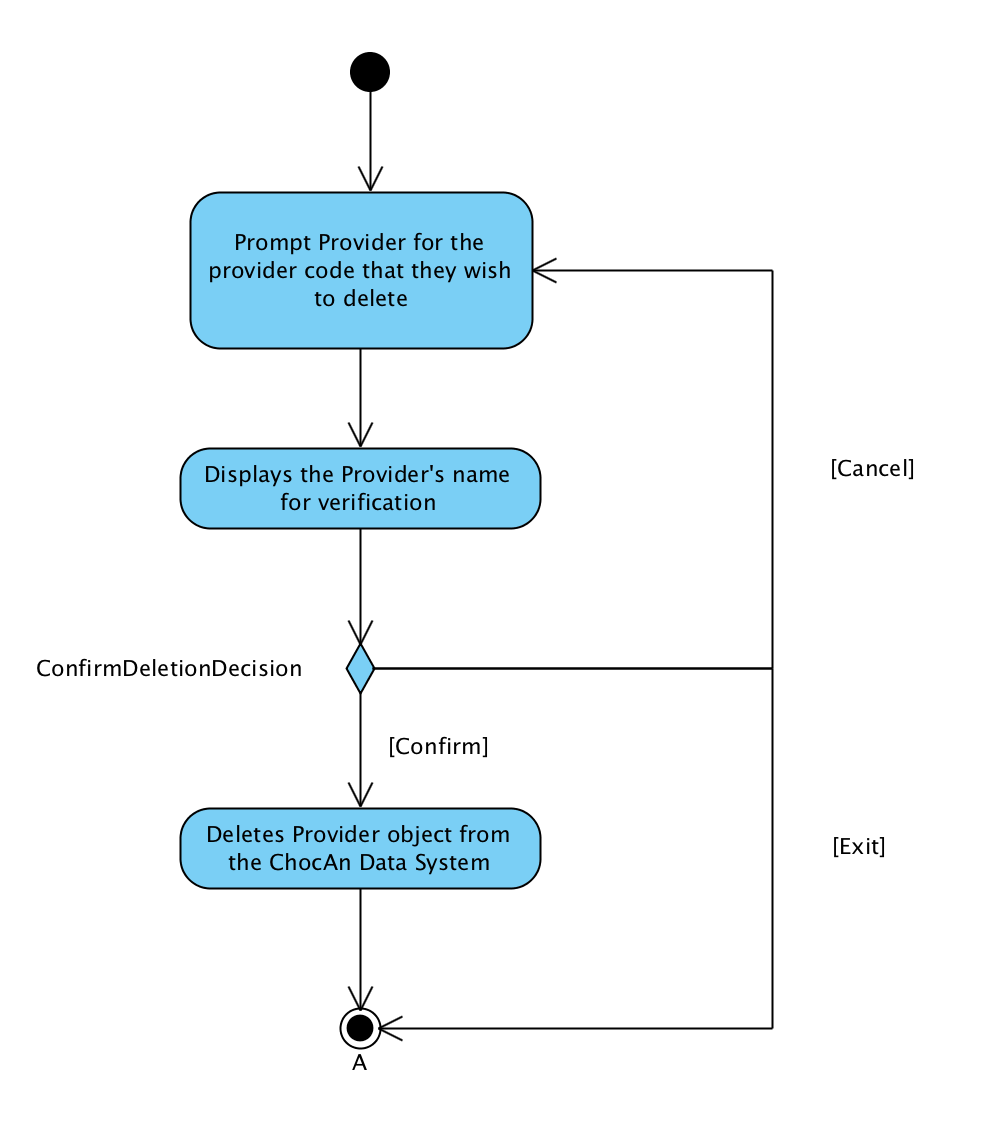 Prompt Provider for the
provider code that they wish
to delete
Displays the Provider's name
for verification
[Cancel]
ConfirmDeletionDecision
[Confirm]
Deletes Provider object from
the ChocAn Data System
[Exit]
A